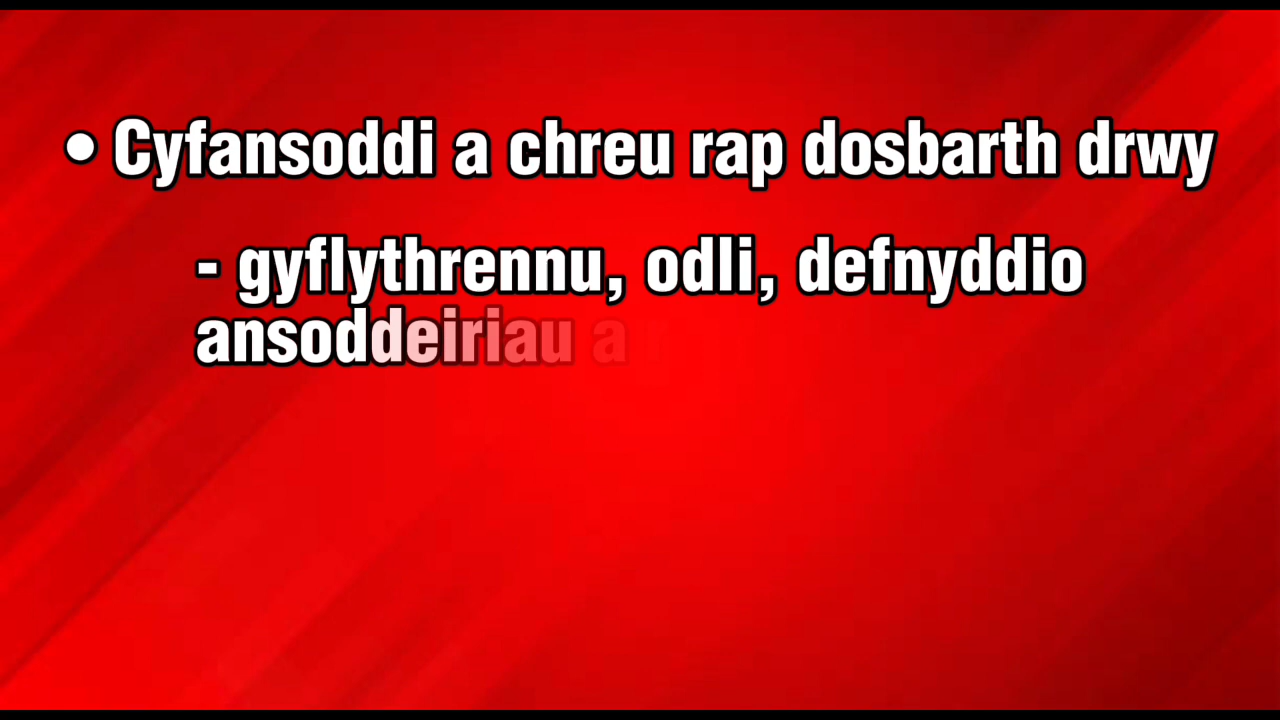 • Cyfansoddi a chreu rap dosbarth drwy
- gyflythrennu, odli, defnyddio
ansoddeiriau a